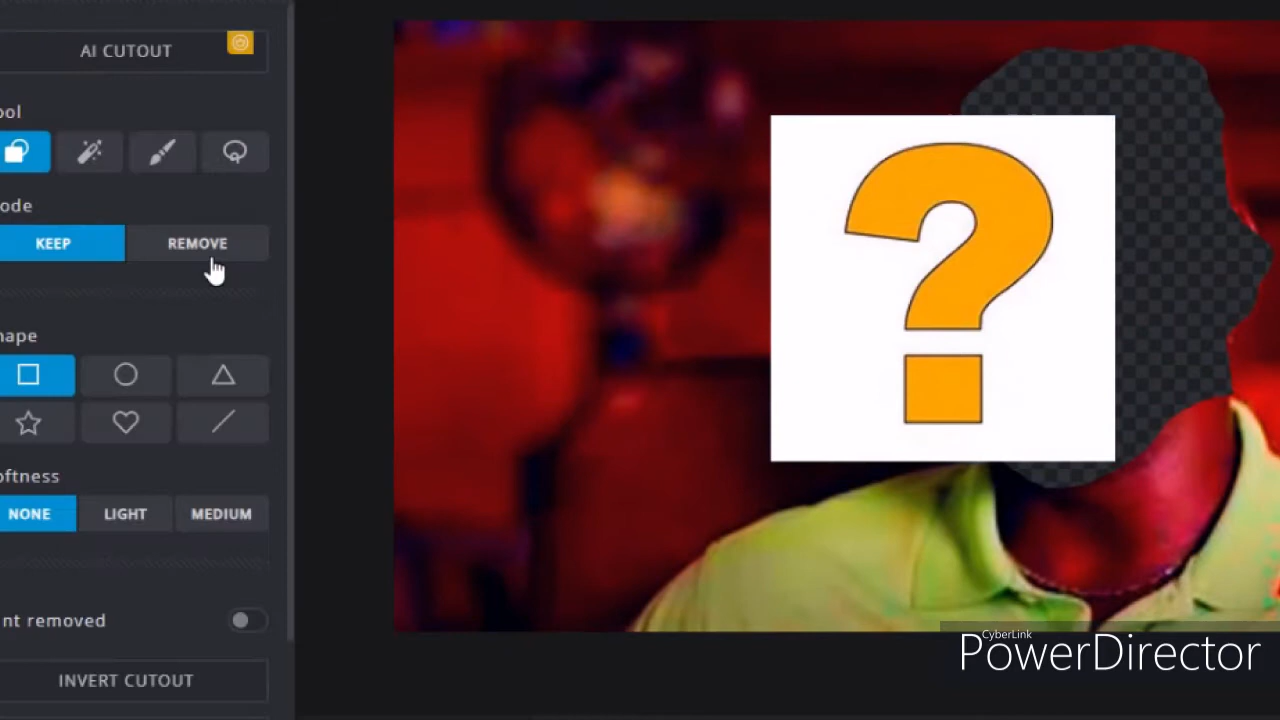 AI CUTOUT
ool
ode
KEEP
REMOVE
hape
oftness
NONE
LIGHT
MEDIUM
nt removed
INVERT CUTOUT
?
CyberLink
PowerDirector